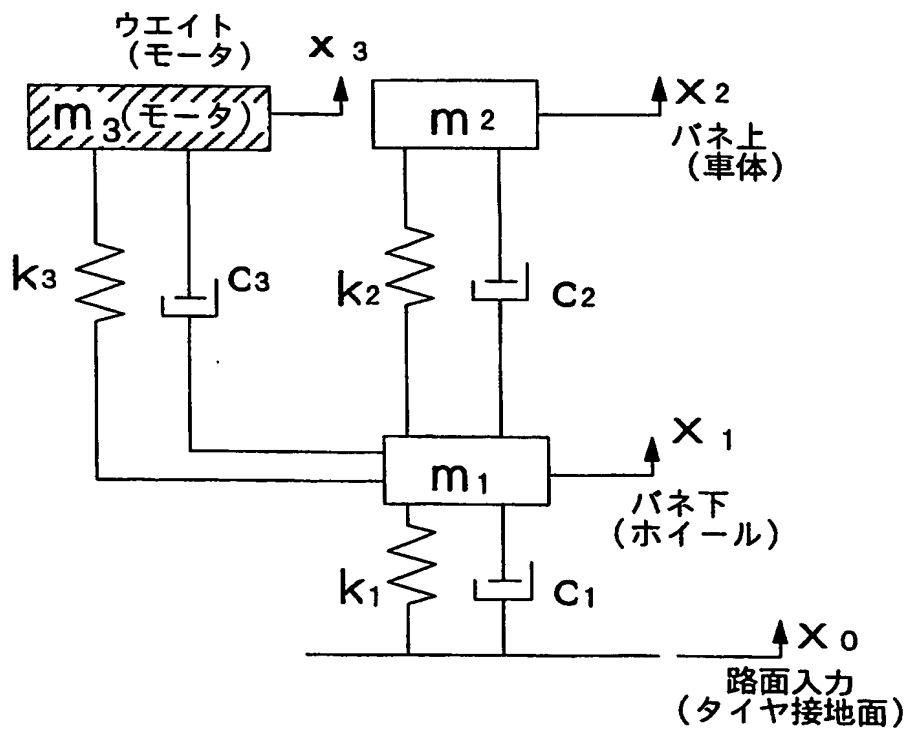 ウエイト
(モータ)
x 3
m 3(モータ)
m 2
x 2
バネ上
(車体)
k3
c3
k2
c2
x 1
m 1
バネ下
(ホイール)
k1
c1
x 0
路面入力
(タイヤ接地面)